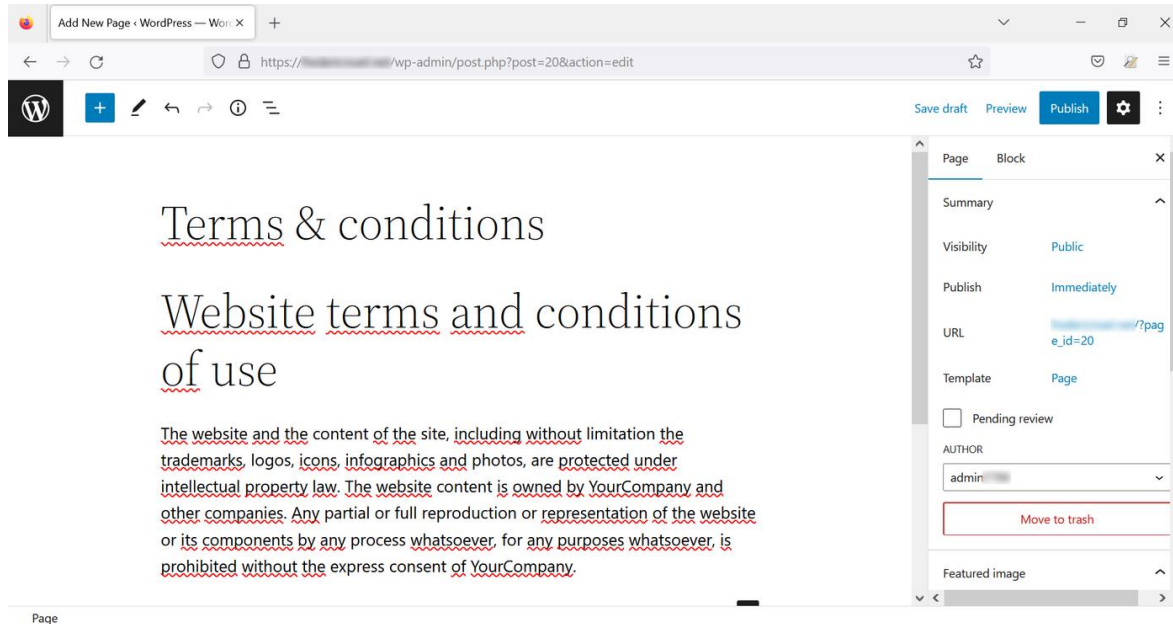 Add New Page ‹ WordPress — Worc
https:// /wp-admin/post.php?post=20&action=edit
Save draft Preview Publish
Page Block
Summary
Visibility Public
Publish Immediately
URL /?pag
e_id=20
Template Page
Pending review
AUTHOR
admin
Move to trash
Featured image
Terms & conditions
Website terms and conditions
of use
The website and the content of the site, including without limitation the
trademarks, logos, icons, infographics and photos, are protected under
intellectual property law. The website content is owned by YourCompany and
other companies. Any partial or full reproduction or representation of the website
or its components by any process whatsoever, for any purposes whatsoever, is
prohibited without the express consent of YourCompany.
Page